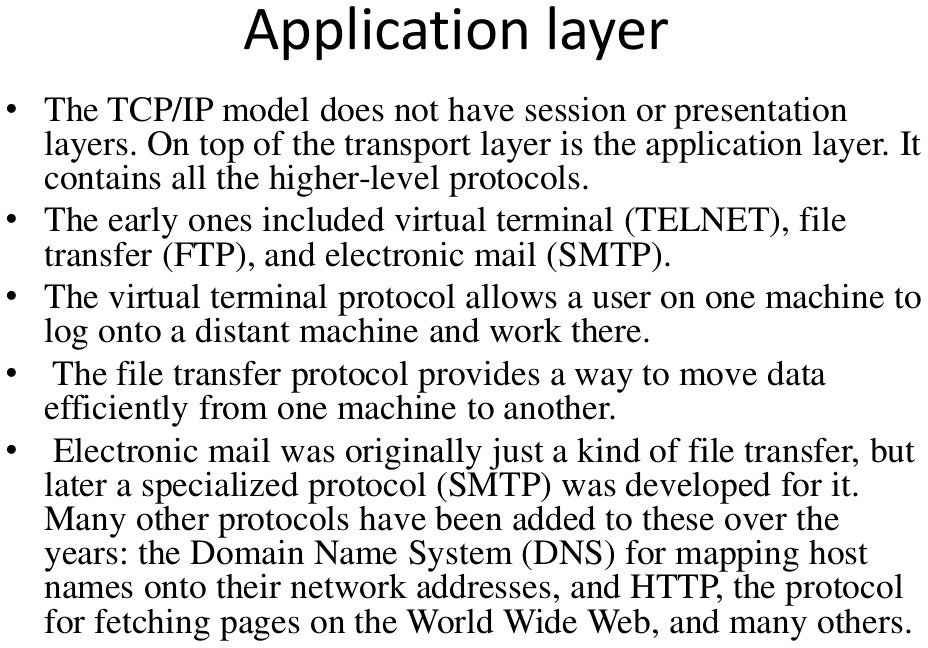 Application layer
• The TCP/IP model does not have session or presentation
layers. On top of the transport layer is the application layer. It
contains all the higher-level protocols.
• The early ones included virtual terminal (TELNET), file
transfer (FTP), and electronic mail (SMTP).
• The virtual terminal protocol allows a user on one machine to
log onto a distant machine and work there.
• The file transfer protocol provides a way to move data
efficiently from one machine to another.
• Electronic mail was originally just a kind of file transfer, but
later a specialized protocol (SMTP) was developed for it.
Many other protocols have been added to these over the
years: the Domain Name System (DNS) for mapping host
names onto their network addresses, and HTTP, the protocol
for fetching pages on the World Wide Web, and many others.